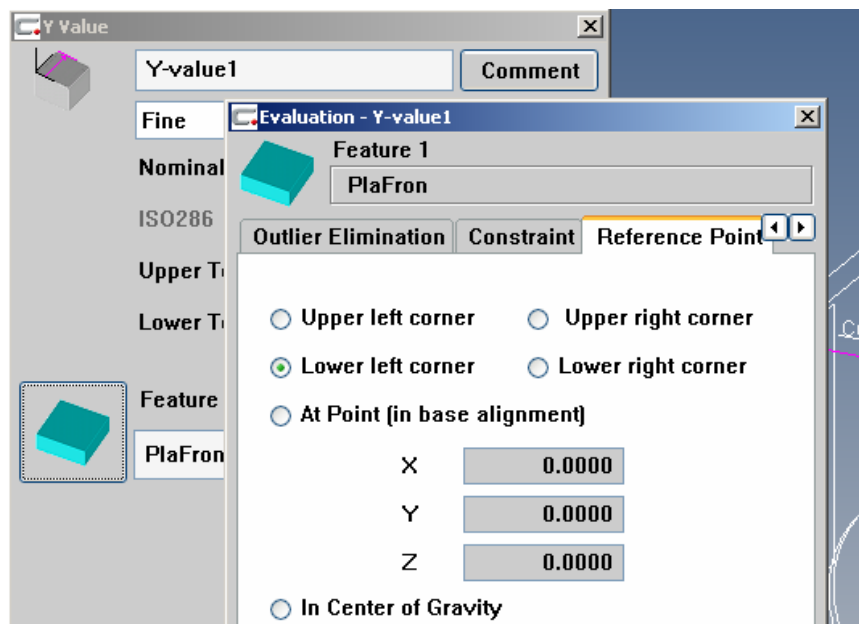 Y Value
Y-value1
Comment
Fine
Nominal
ISO286
Upper T
Lower T
Feature
PlaFron
Evaluation - Y-value1
Feature 1
PlaFron
Outlier Elimination
Constraint
Reference Point
Upper left corner
Upper right corner
Lower left corner
Lower right corner
At Point (in base alignment)
X 0.0000
Y 0.0000
Z 0.0000
In Center of Gravity